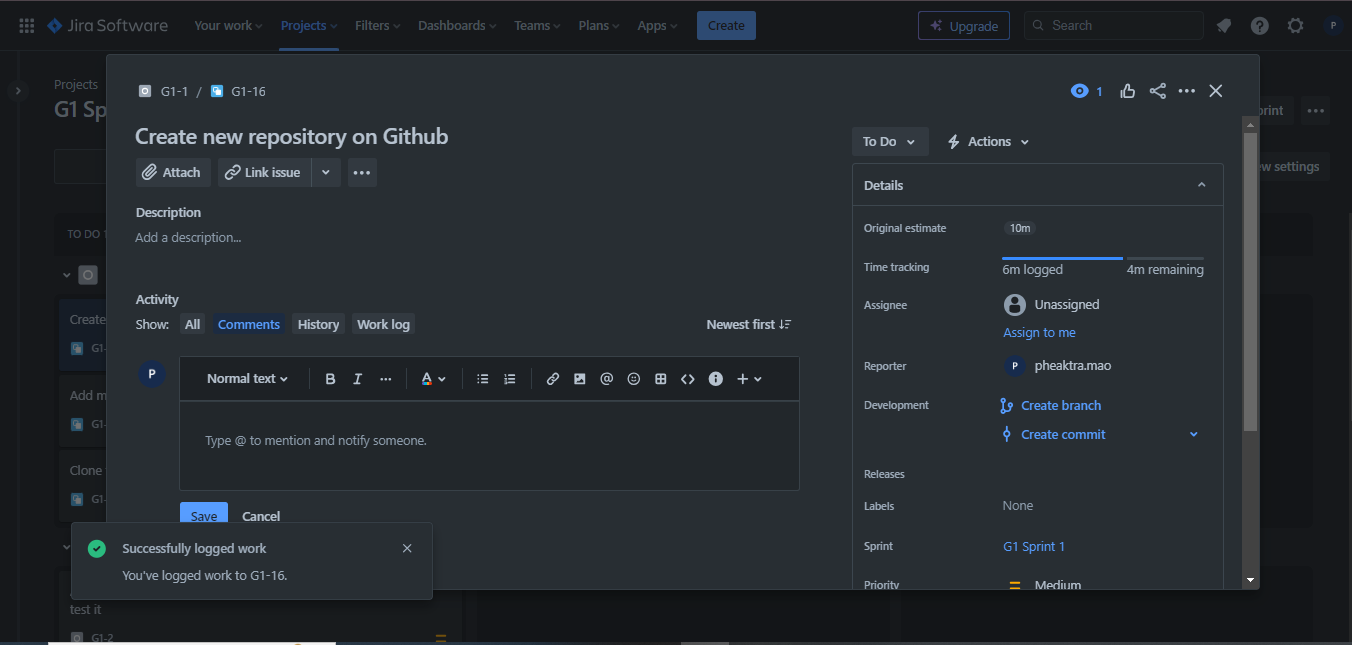 Jira Software
Your work
Projects
Filters
Dashboards
Teams
Plans
Apps
Create
Upgrade
Search
P
Projects
G1 Sp
TO DO
Create
G1-
Add m
G1-
Clone
G1-
test it
G1-2
rint
w settings
G1-1 / G1-16
1
Create new repository on Github
Attach
Link issue
Description
Add a description...
Activity
Show: All Comments History Work log
Newest first
P
Normal text
B I
A
Type @ to mention and notify someone.
Save Cancel
To Do
Actions
Details
Original estimate 10m
Time tracking
6m logged 4m remaining
Assignee Unassigned
Assign to me
Reporter P pheaktra.mao
Development Create branch
Create commit
Releases
Labels None
Sprint G1 Sprint 1
Priority Medium
Successfully logged work
You've logged work to G1-16.